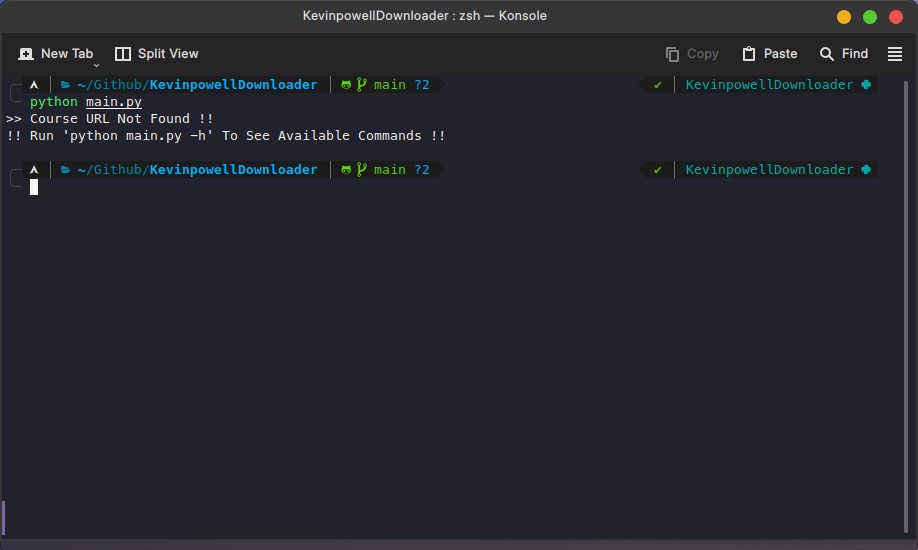 KevinpowellDownloader : zsh — Konsole
New Tab Split View Copy Paste Find
~/Github/KevinpowellDownloader main ?2 ✔ KevinpowellDownloader
python main.py
>> Course URL Not Found !!
!! Run 'python main.py -h' To See Available Commands !!
~/Github/KevinpowellDownloader main ?2 ✔ KevinpowellDownloader